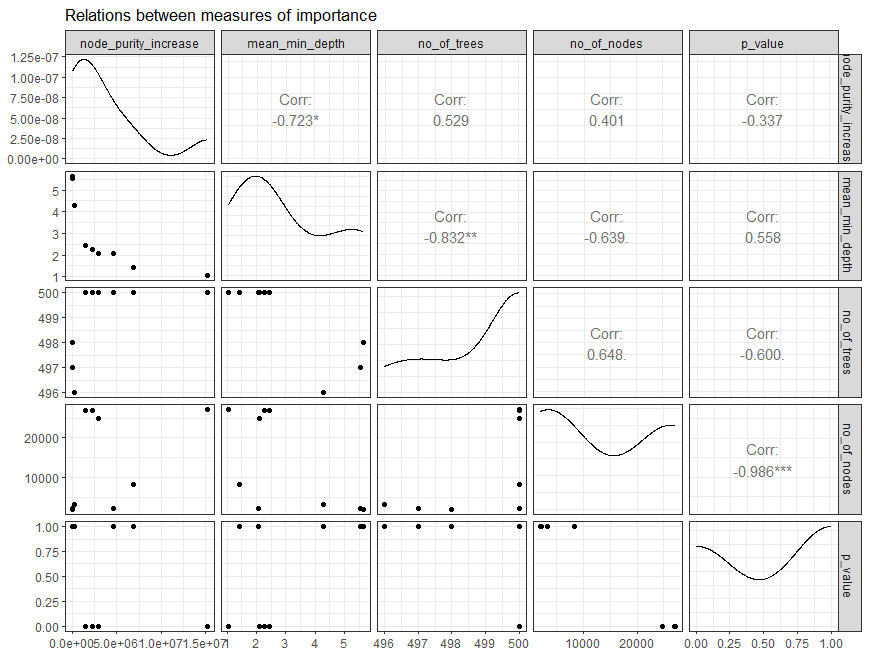 Relations between measures of importance
node_purity_increase mean_min_depth no_of_trees no_of_nodes p_value
1.25e-07
1.00e-07
7.50e-08
5.00e-08
2.50e-08
0.00e+00
Corr:
-0.723*
Corr:
0.529
Corr:
0.401
Corr:
-0.337
node_purity_increas
5
4
3
2
1
Corr:
-0.832**
Corr:
-0.639.
Corr:
0.558
mean_min_depth
500
499
498
497
496
Corr:
0.648.
Corr:
-0.600.
no_of_trees
20000
10000
Corr:
-0.986***
no_of_nodes
1.00
0.75
0.50
0.25
0.00
p_value
0.0e+005.0e+061.0e+071.5e+07
1 2 3 4 5
496 497 498 499 500
10000 20000
0.00 0.25 0.50 0.75 1.00